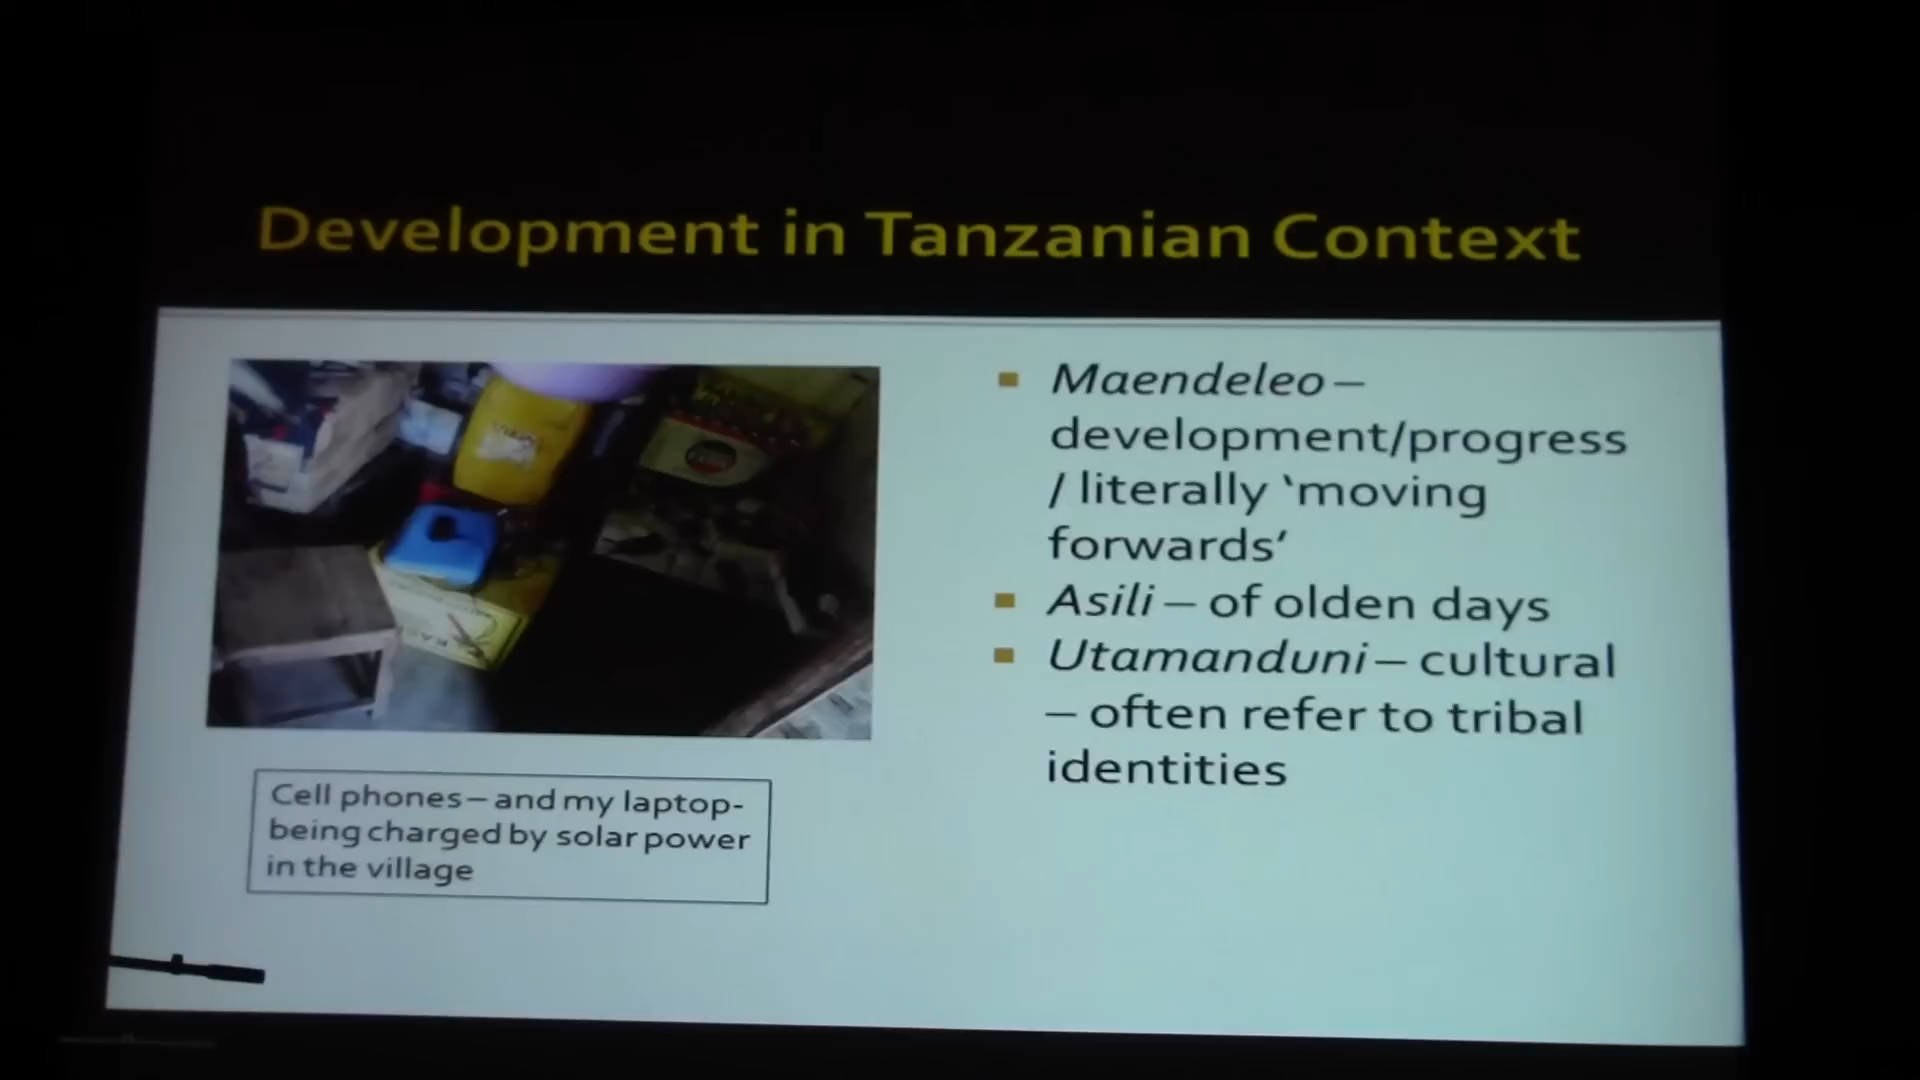 Development in Tanzanian Context
Maendeleo –
development/progress
/ literally ‘moving
forwards’
Asili – of olden days
Utamanduni – cultural
– often refer to tribal
identities
Cell phones – and my laptop-
being charged by solar power
in the village